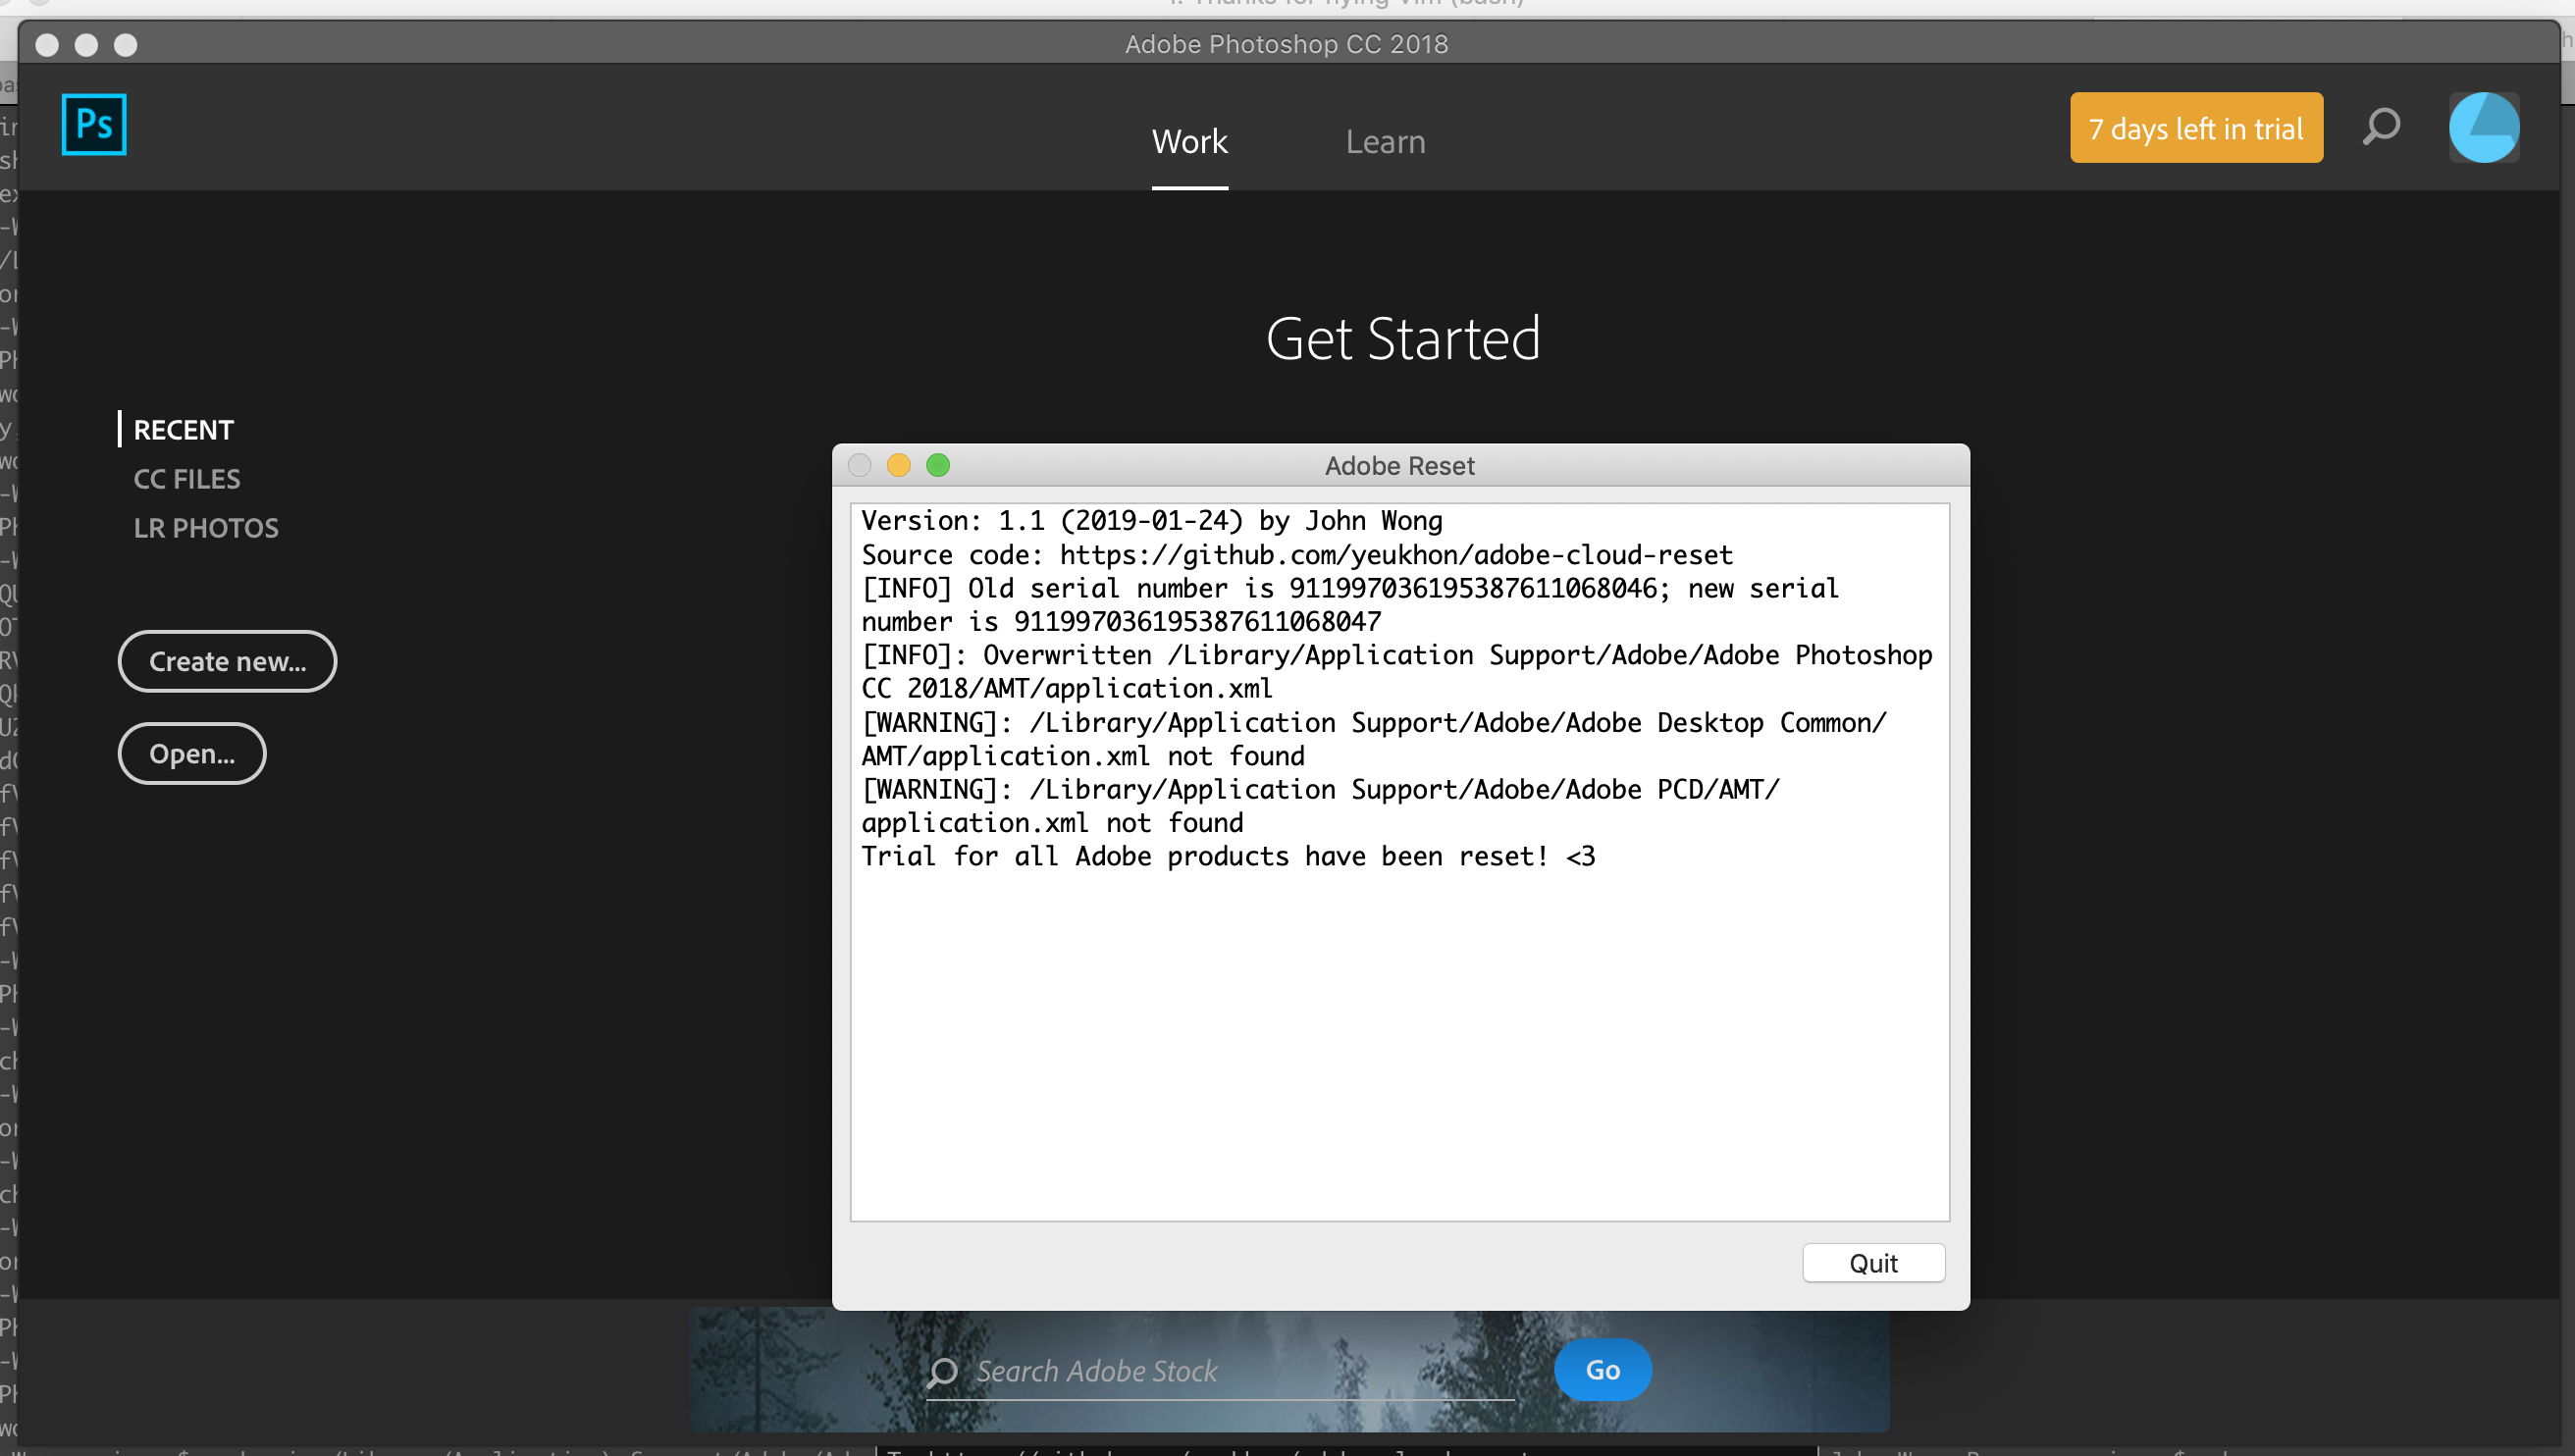 Adobe Photoshop CC 2018
Ps
Work
Learn
7 days left in trial
Get Started
RECENT
CC FILES
LR PHOTOS
Create new...
Open...
Adobe Reset
Version: 1.1 (2019-01-24) by John Wong
Source code: https://github.com/yeukhon/adobe-cloud-reset
[INFO] Old serial number is 911997036195387611068046; new serial
number is 911997036195387611068047
[INFO]: Overwritten /Library/Application Support/Adobe/Adobe Photoshop
CC 2018/AMT/application.xml
[WARNING]: /Library/Application Support/Adobe/Adobe Desktop Common/
AMT/application.xml not found
[WARNING]: /Library/Application Support/Adobe/Adobe PCD/AMT/
application.xml not found
Trial for all Adobe products have been reset! <3
Quit
Search Adobe Stock
Go